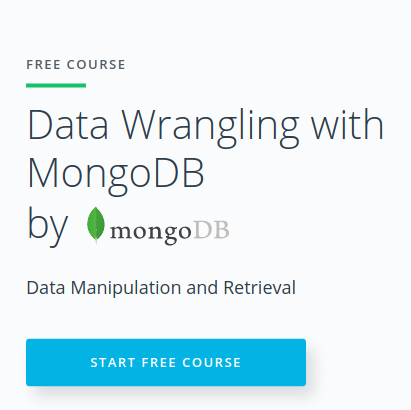 FREE COURSE
Data Wrangling with
MongoDB
by mongoDB
Data Manipulation and Retrieval
START FREE COURSE